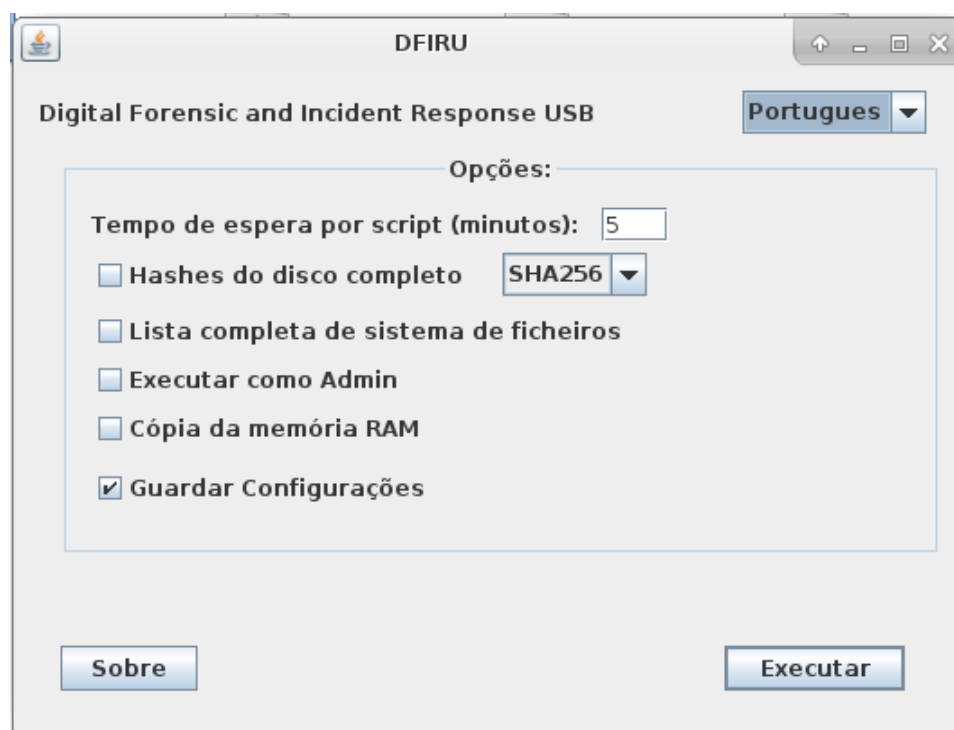 DFIRU
Digital Forensic and Incident Response USB Portugues
Opções:
Tempo de espera por script (minutos): 5
Hashes do disco completo SHA256
Lista completa de sistema de ficheiros
Executar como Admin
Cópia da memória RAM
Guardar Configurações
Sobre Executar